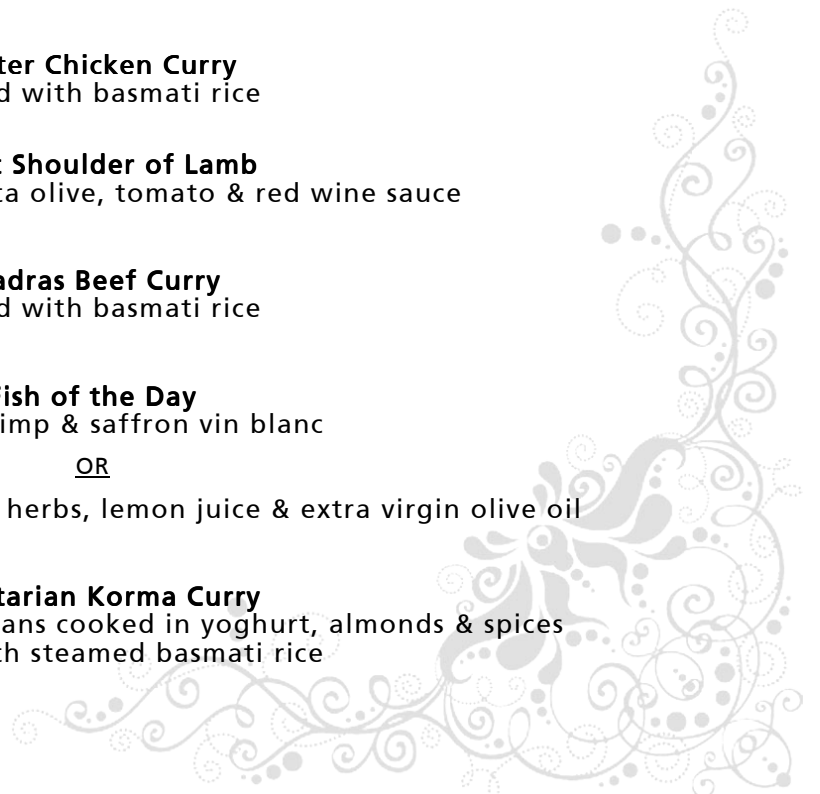 ter Chicken Curry
d with basmati rice
t Shoulder of Lamb
ta olive, tomato & red wine sauce
adras Beef Curry
d with basmati rice
Fish of the Day
imp & saffron vin blanc
OR
herbs, lemon juice & extra virgin olive oil
tarian Korma Curry
ans cooked in yoghurt, almonds & spices
th steamed basmati rice